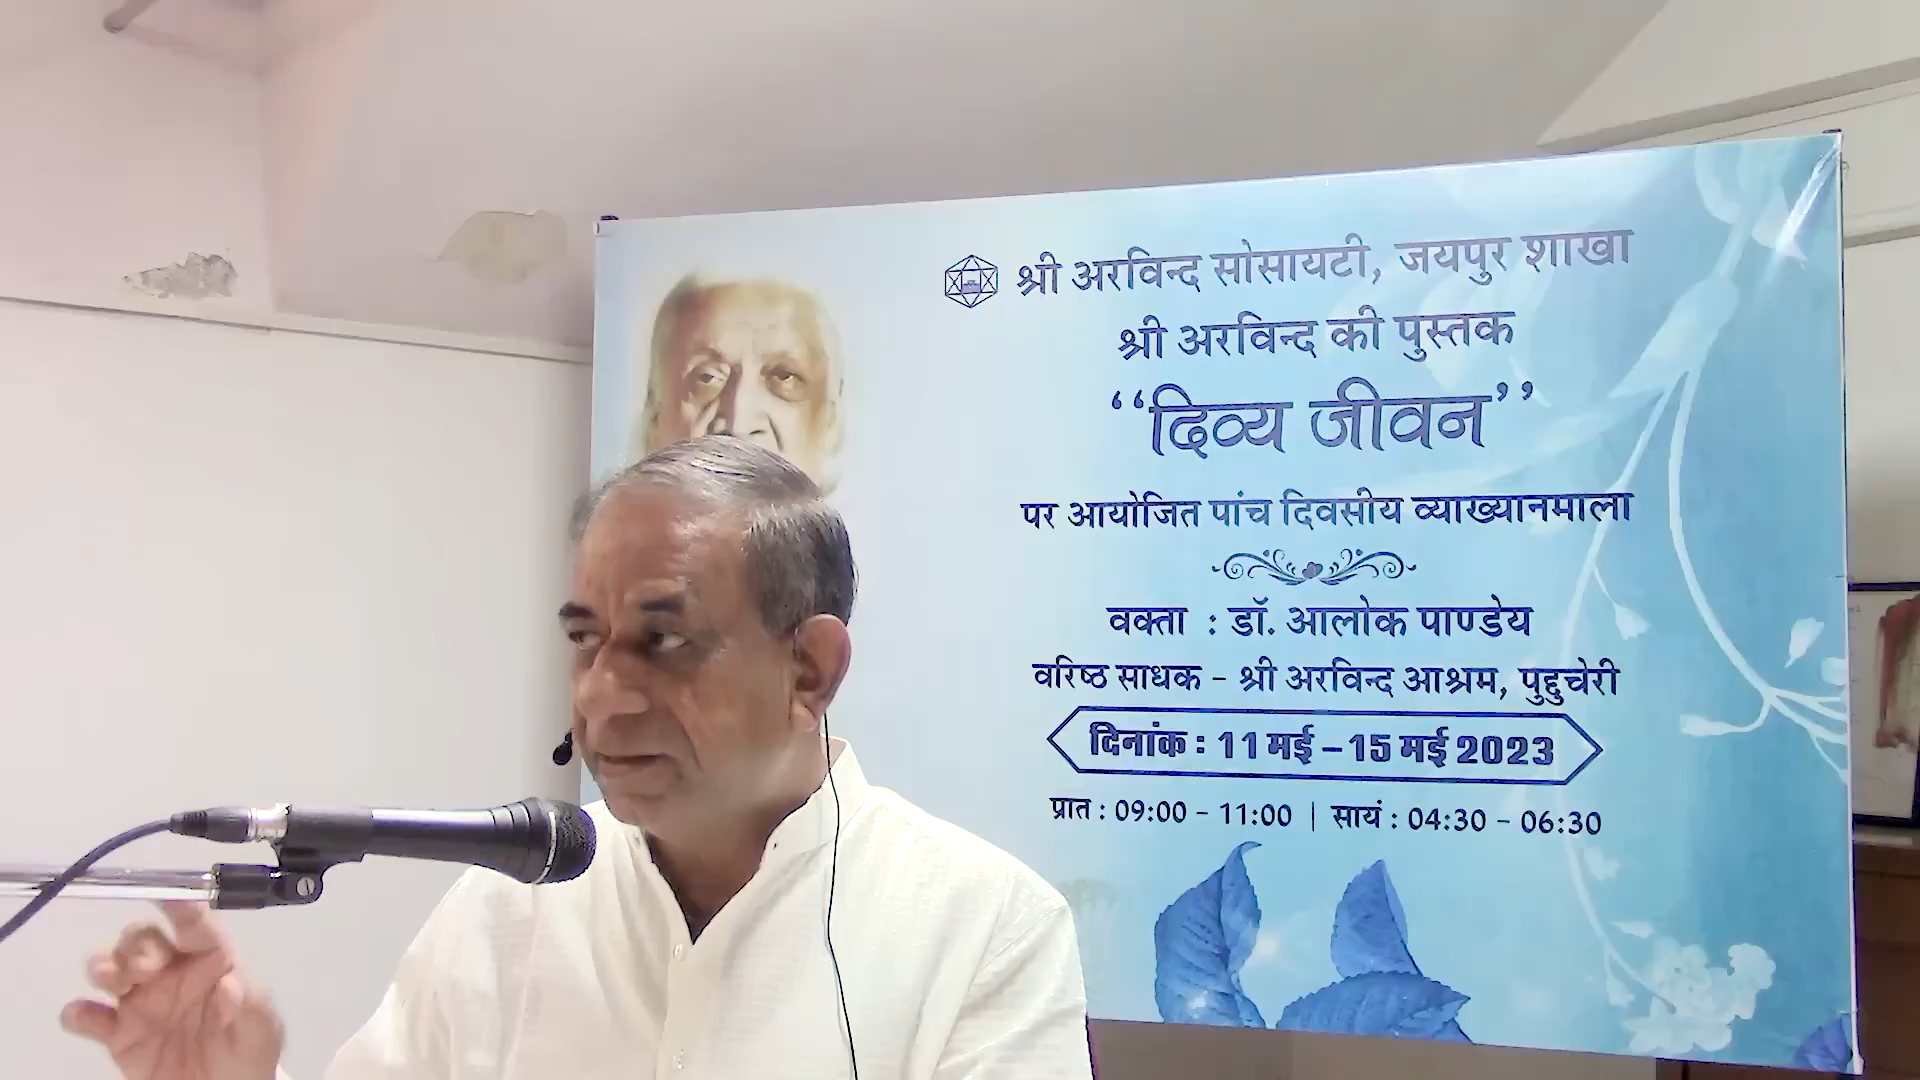 श्री अरविन्द सोसायटी, जयपुर शाखा
श्री अरविन्द की पुस्तक
‘‘दिव्य जीवन’’
पर आयोजित पांच दिवसीय व्याख्यानमाला
वक्ता : डॉ. आलोक पाण्डेय
वरिष्ठ साधक - श्री अरविन्द आश्रम, पुद्दुचेरी
दिनांक : 11 मई – 15 मई 2023
प्रात : 09:00 - 11:00 | सायं : 04:30 - 06:30